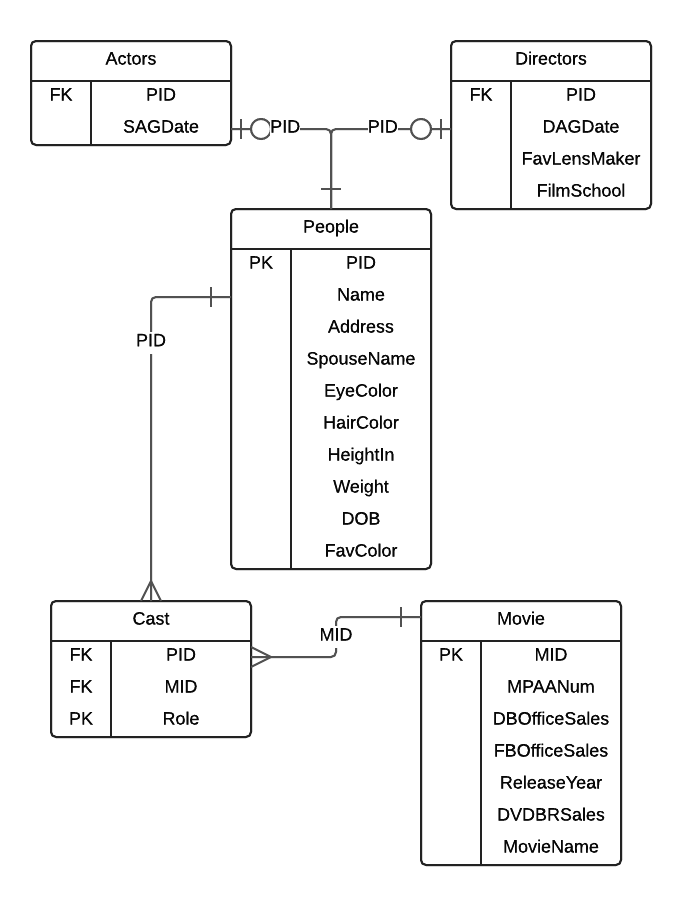 Actors
FK PID
SAGDate
Directors
FK PID
DAGDate
FavLensMaker
FilmSchool
PID
PID
People
PK PID
Name
Address
SpouseName
EyeColor
HairColor
HeightIn
Weight
DOB
FavColor
PID
Cast
FK PID
FK MID
PK Role
MID
Movie
PK MID
MPAANum
DBOfficeSales
FBOfficeSales
ReleaseYear
DVDBRSales
MovieName